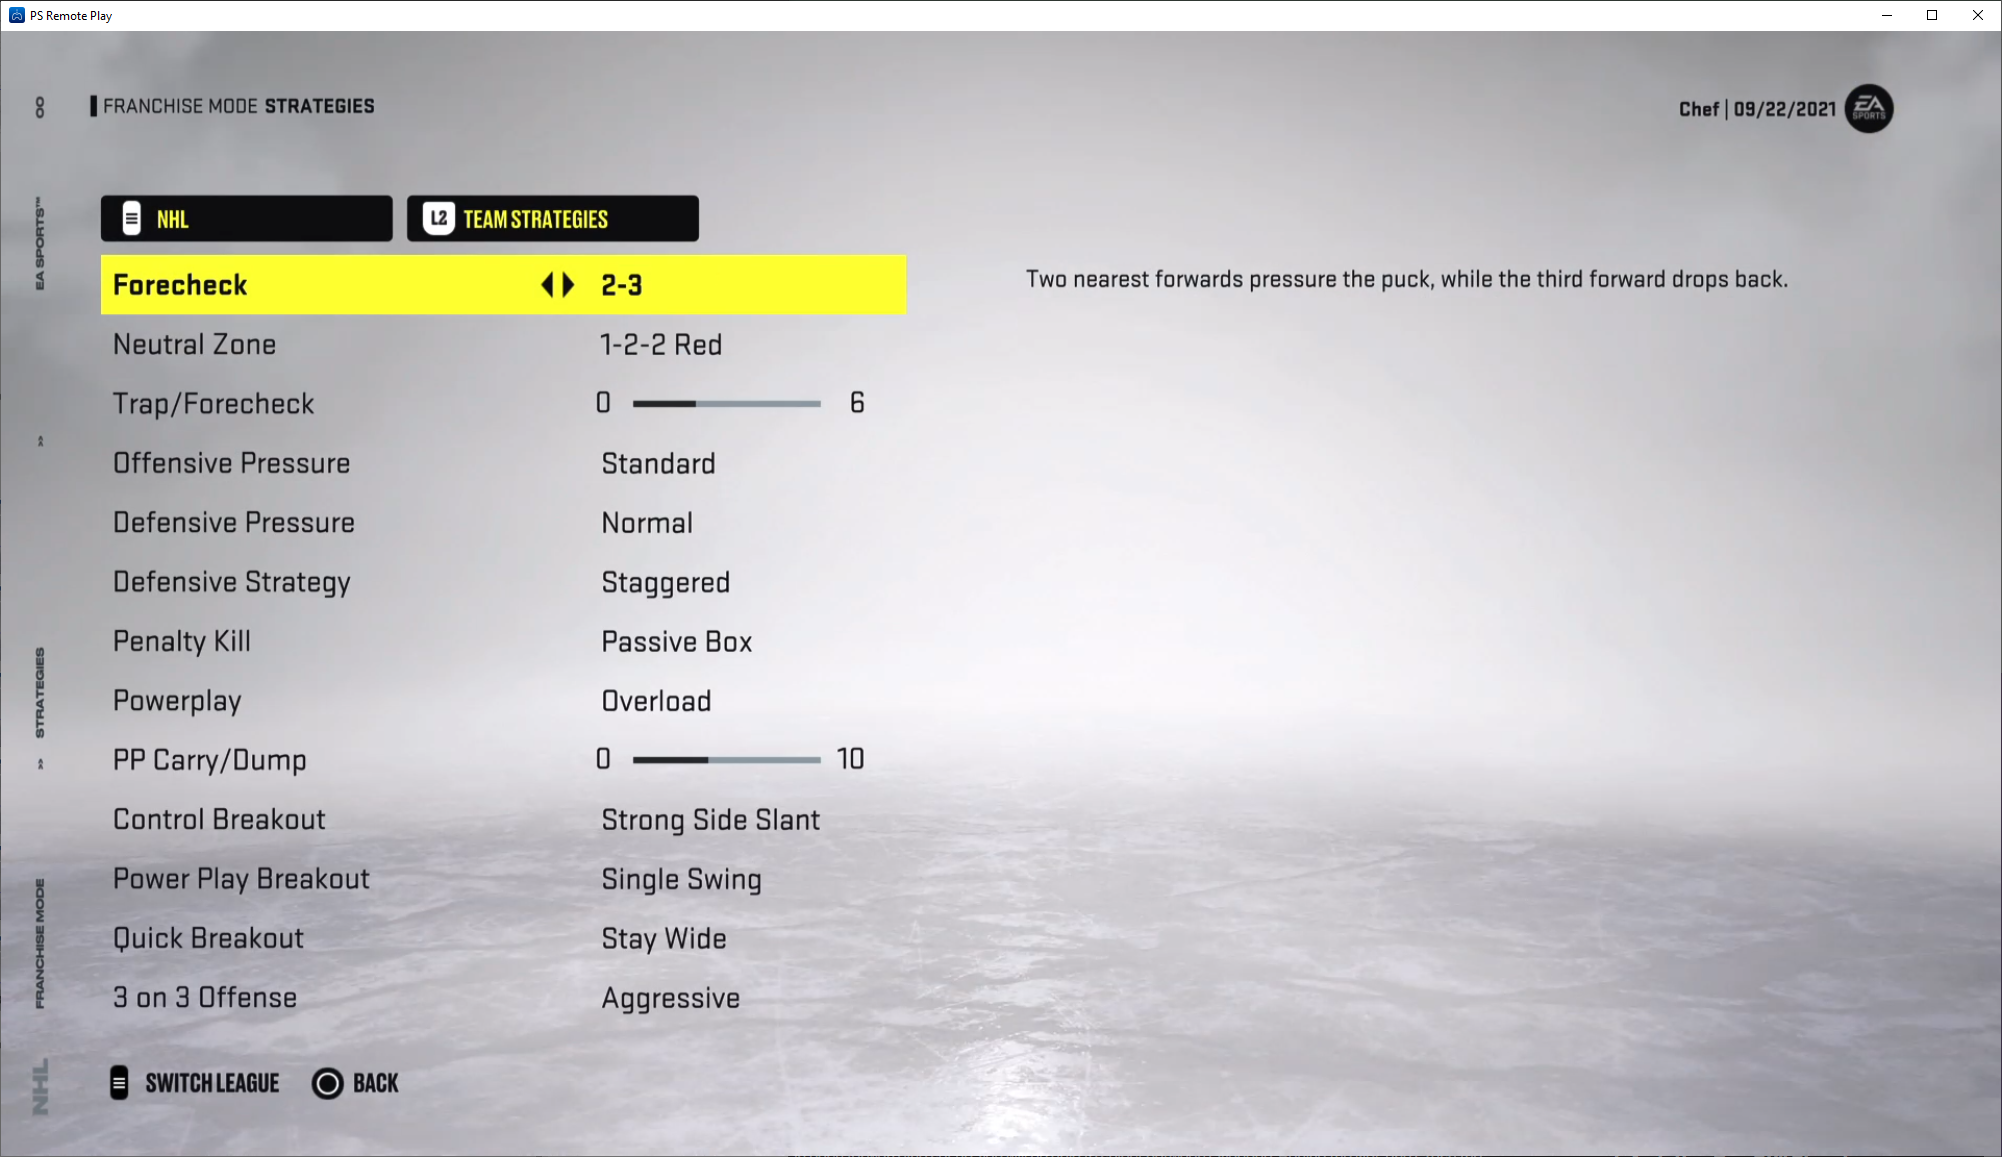 PS Remote Play
FRANCHISE MODE STRATEGIES
Chef | 09/22/2021
EA SPORTS
NHL
L2 TEAM STRATEGIES
Forecheck 2-3
Two nearest forwards pressure the puck, while the third forward drops back.
Neutral Zone 1-2-2 Red
Trap/Forecheck 0 6
Offensive Pressure Standard
Defensive Pressure Normal
Defensive Strategy Staggered
Penalty Kill Passive Box
Powerplay Overload
PP Carry/Dump 0 10
Control Breakout Strong Side Slant
Power Play Breakout Single Swing
Quick Breakout Stay Wide
3 on 3 Offense Aggressive
SWITCH LEAGUE BACK
NHL
FRANCHISE MODE
STRATEGIES
EA SPORTS™